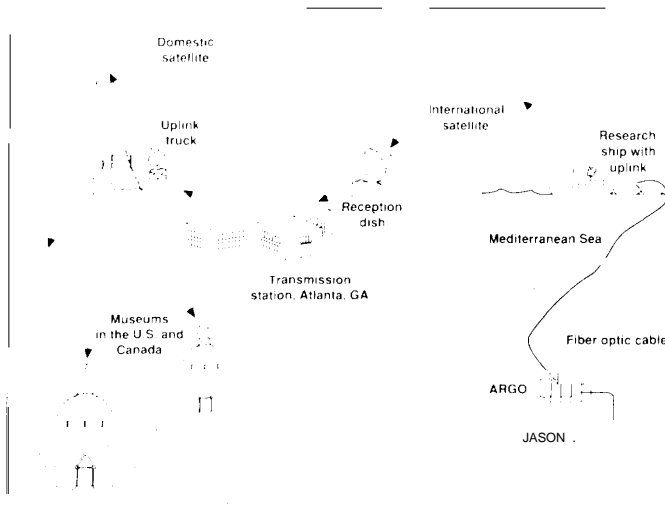 Domestic
satellite
International
satellite
Uplink
truck
Research
ship with
uplink
Reception
dish
Mediterranean Sea
Transmission
station, Atlanta, GA
Museums
in the U.S. and
Canada
Fiber optic cable
ARGO
JASON .